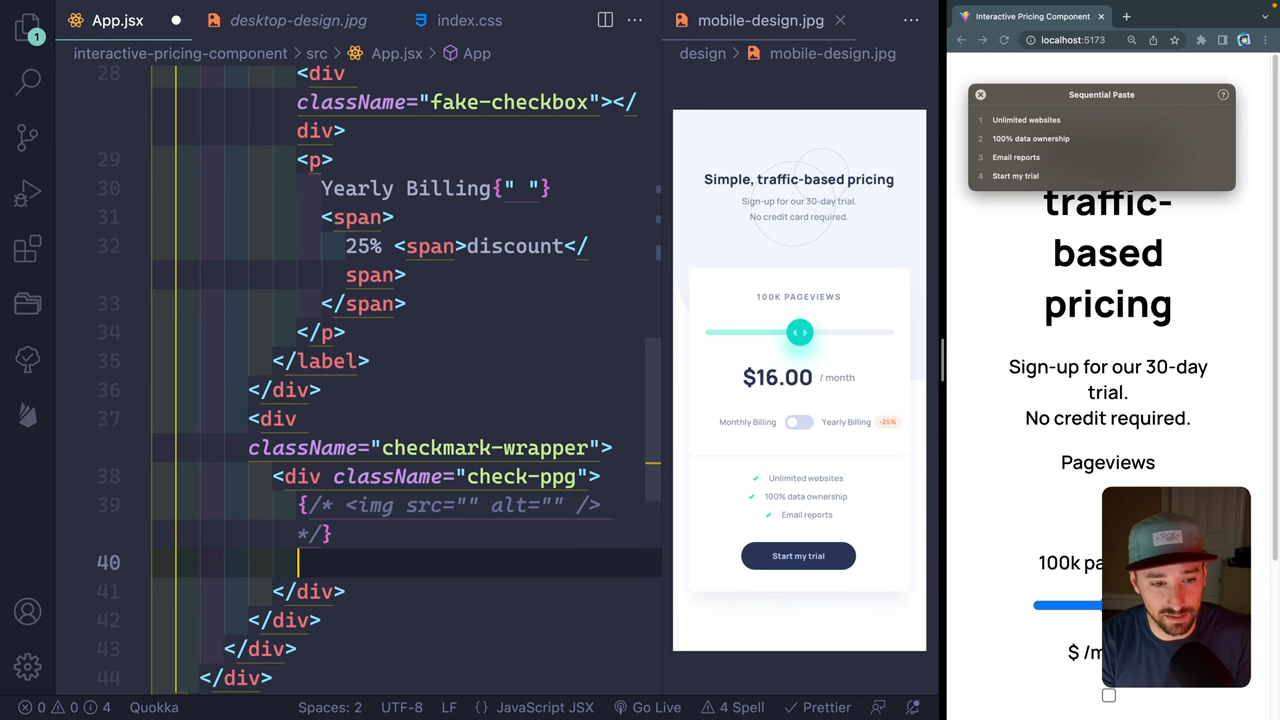 App.jsx
desktop-design.jpg
index.css
mobile-design.jpg
interactive-pricing-component > src > App.jsx > App
design > mobile-design.jpg
1
28 <div
className="fake-checkbox"></
div>
29 <p>
30 Yearly Billing{" "}
31 <span>
32 25% <span>discount</
span>
33 </span>
34 </p>
35 </label>
36 </div>
37 <div
className="checkmark-wrapper">
38 <div className="check-ppg">
39 {/* <img src="" alt="" />
*/}
40
41 </div>
42 </div>
43 </div>
44 </div>
0 0 4 Quokka Spaces: 2 UTF-8 LF {} JavaScript JSX Go Live 4 Spell Prettier
Simple, traffic-based pricing
Sign-up for our 30-day trial.
No credit card required.
100K PAGEVIEWS
$16.00 / month
Monthly Billing Yearly Billing -25%
Unlimited websites
100% data ownership
Email reports
Start my trial
Interactive Pricing Component
localhost:5173
Sequential Paste ?
1 Unlimited websites
2 100% data ownership
3 Email reports
4 Start my trial
traffic-
based
pricing
Sign-up for our 30-day
trial.
No credit required.
Pageviews
100k pa
$ /m